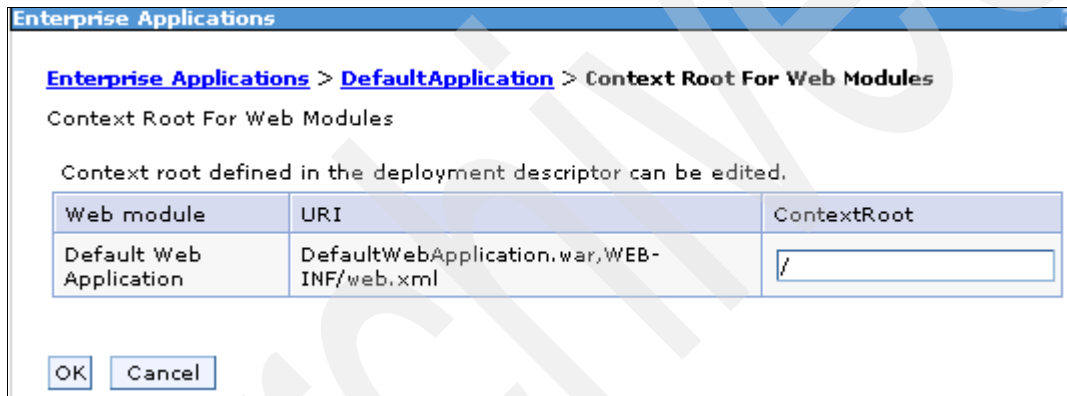 Enterprise Applications
Enterprise Applications > DefaultApplication > Context Root For Web Modules
Context Root For Web Modules
Context root defined in the deployment descriptor can be edited.
Web module URI ContextRoot
Default Web Application DefaultWebApplication.war,WEB-INF/web.xml /
OK Cancel